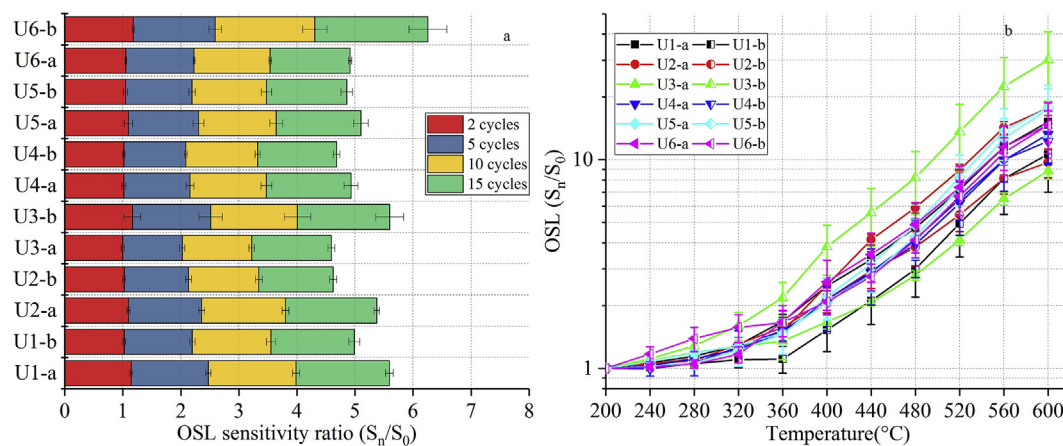 U6-b
U6-a
U5-b
U5-a
U4-b
U4-a
U3-b
U3-a
U2-b
U2-a
U1-b
U1-a
a
2 cycles
5 cycles
10 cycles
15 cycles
0 1 2 3 4 5 6 7 8
OSL sensitivity ratio (Sn/S0)
b
U1-a U1-b
U2-a U2-b
U3-a U3-b
U4-a U4-b
U5-a U5-b
U6-a U6-b
OSL (Sn/S0)
10
1
200 240 280 320 360 400 440 480 520 560 600
Temperature(°C)